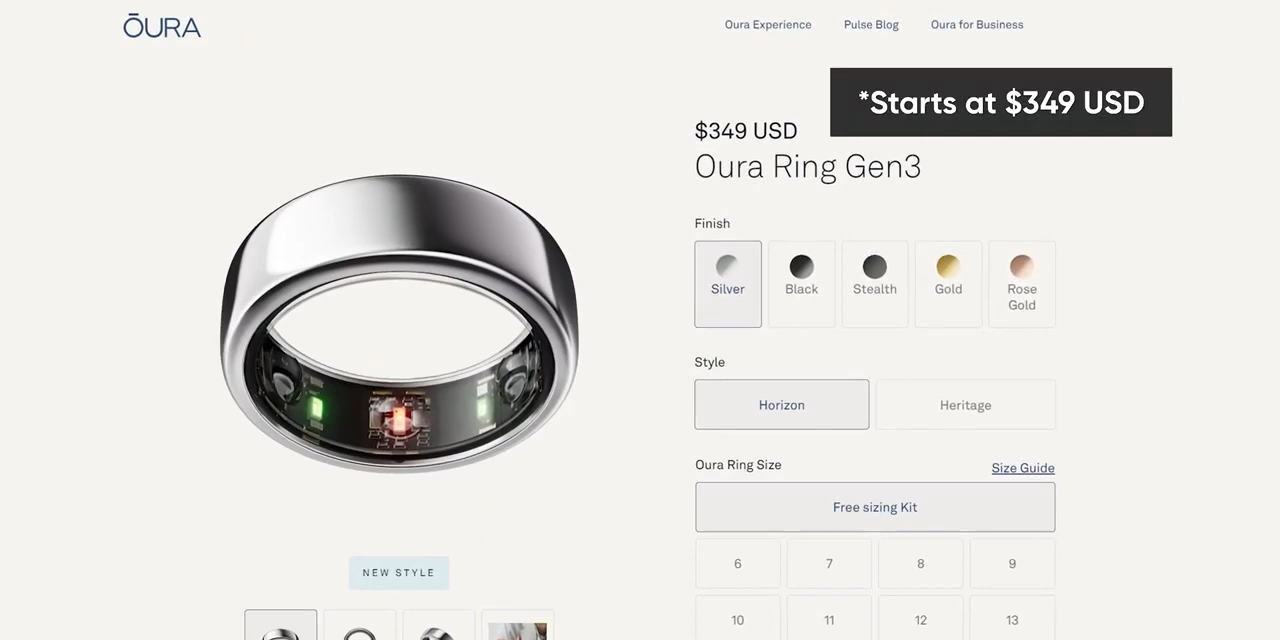 ŌURA
Oura Experience
Pulse Blog
Oura for Business
*Starts at $349 USD
$349 USD
Oura Ring Gen3
Finish
Silver
Black
Stealth
Gold
Rose
Gold
Style
Horizon
Heritage
Oura Ring Size
Size Guide
Free sizing Kit
6
7
8
9
10
11
12
13
NEW STYLE